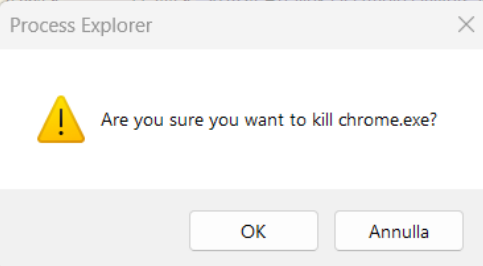 Process Explorer
Are you sure you want to kill chrome.exe?
OK
Annulla